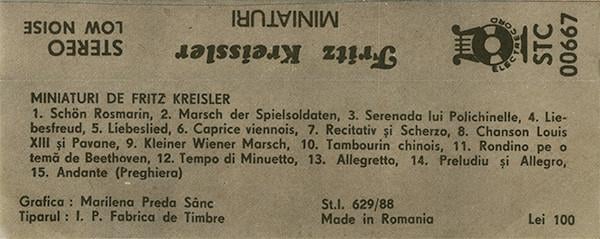 STEREO
LOW NOISE
Fritz Kreissler
MINIATURI
ELECTRECORD
STC
00667
MINIATURI DE FRITZ KREISLER
1. Schön Rosmarin, 2. Marsch der Spielsoldaten, 3. Serenada lui Polichinelle, 4. Lie-
besfreud, 5. Liebeslied, 6. Caprice viennois, 7. Recitativ și Scherzo, 8. Chanson Louis
XIII și Pavane, 9. Kleiner Wiener Marsch, 10. Tambourin chinois, 11. Rondino pe o
temă de Beethoven, 12. Tempo di Minuetto, 13. Allegretto, 14. Preludiu și Allegro,
15. Andante (Preghiera)
Grafica : Marilena Preda Sânc
St.I. 629/88
Tiparul : I. P. Fabrica de Timbre
Made in Romania
Lei 100